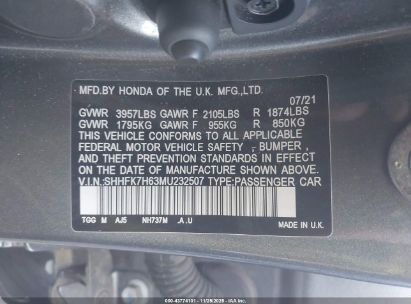 MFD.BY HONDA OF THE U.K. MFG.,LTD.
07/21
GVWR 3957LBS GAWR F 2105LBS R 1874LBS
GVWR 1795KG GAWR F 955KG R 850KG
THIS VEHICLE CONFORMS TO ALL APPLICABLE
FEDERAL MOTOR VEHICLE SAFETY , BUMPER , AND THEFT PREVENTION STANDARDS IN EFFECT
ON THE DATE OF MANUFACTURE SHOWN ABOVE.
V.I.N.:SHHFK7H63MU232507 TYPE:PASSENGER CAR
TGG M AJ5 NH737M .A .U